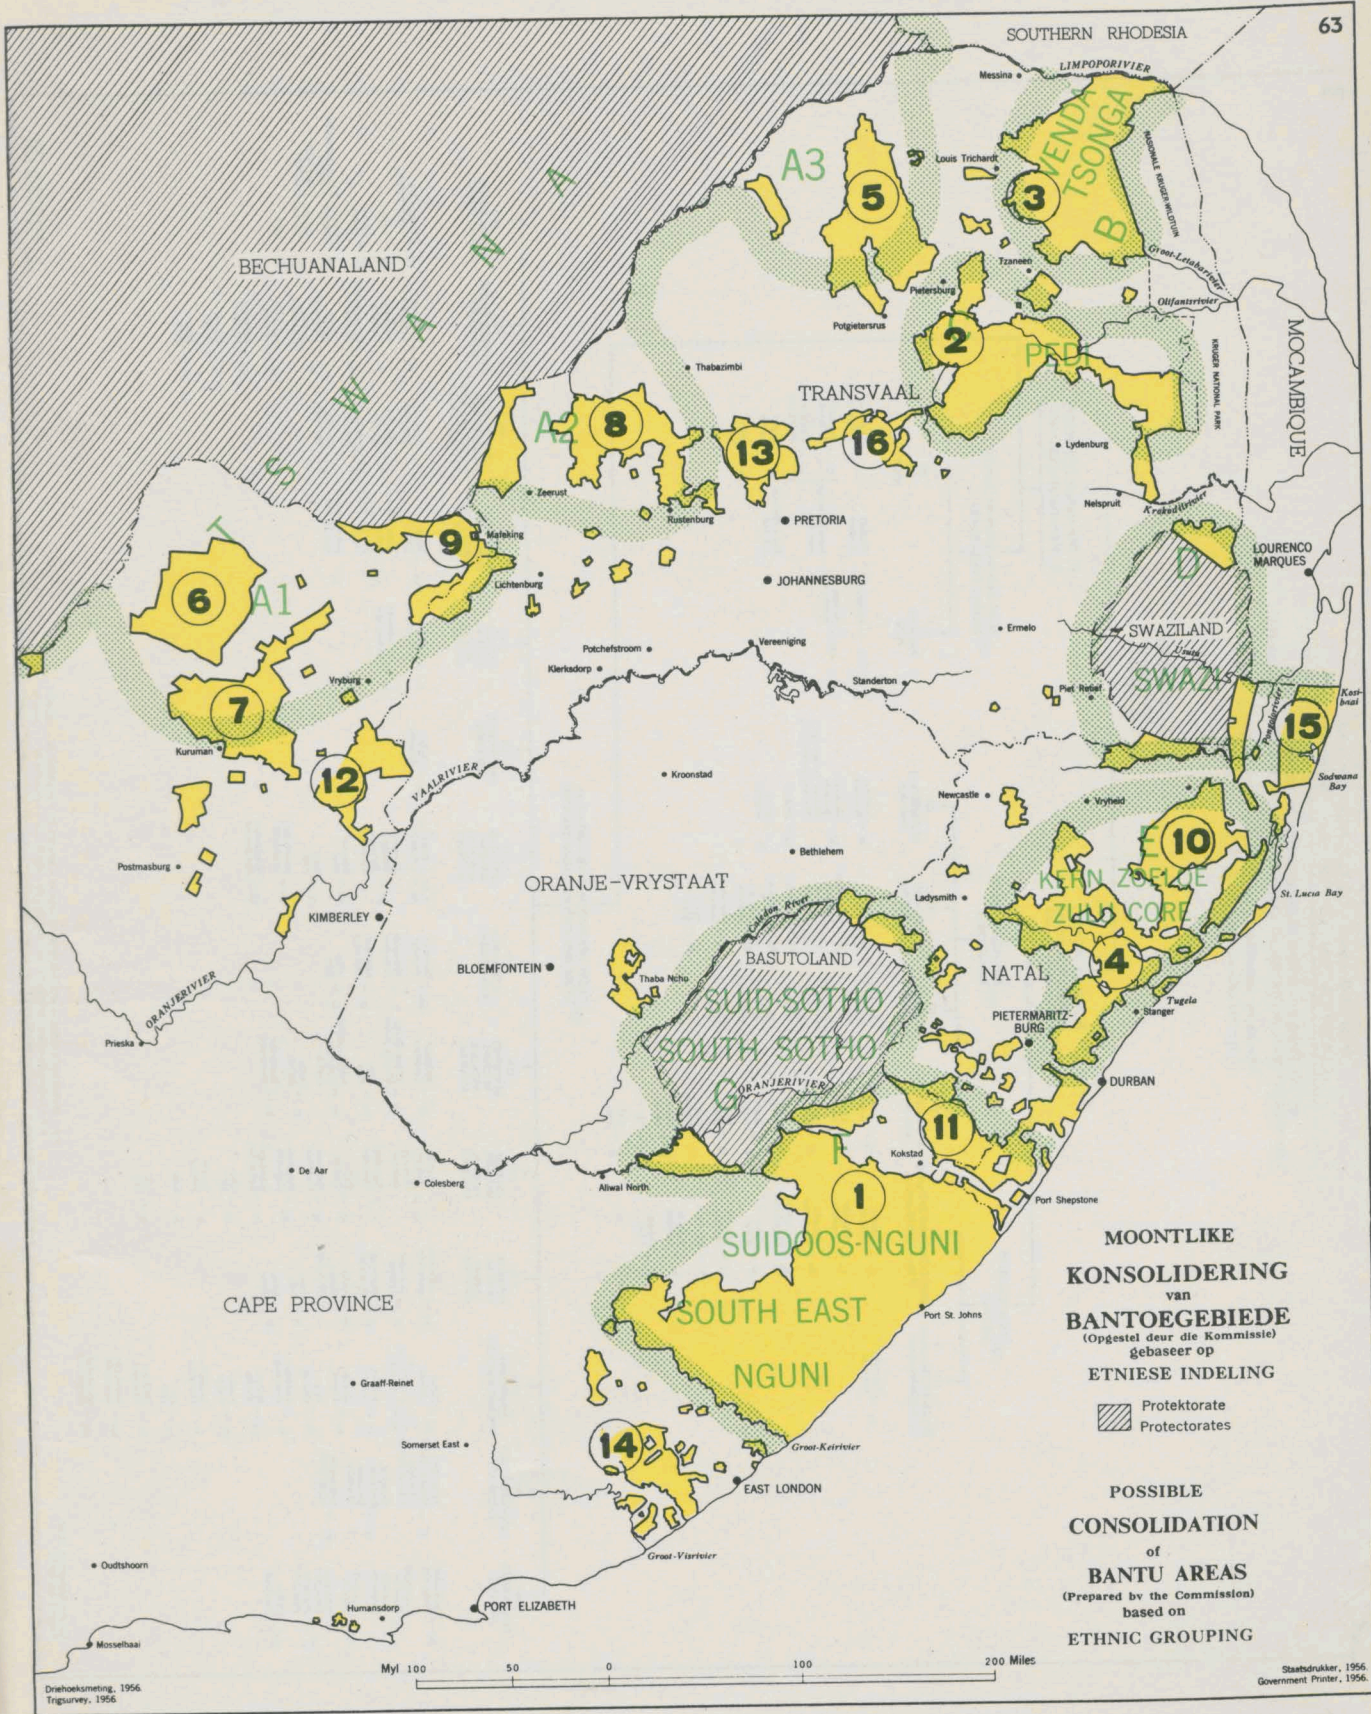 63
SOUTHERN RHODESIA
LIMPOPORIVIER
Messina
A3
5
Louis Trichardt
3
VENDA
TSONGA
B
NASIONALE KRUGER-WILDTUIN
BECHUANALAND
TSWANA
Tzaneen
Groot-Letabarivier
Pietersburg
Olifantsrivier
Potgietersrus
C
2
PEDI
MOCAMBIQUE
KRUGER NATIONAL PARK
Thabazimbi
TRANSVAAL
A2
8
13
16
Lydenburg
Zeerust
Rustenburg
PRETORIA
Nelspruit
Krokodilrivier
9
Mafeking
D
LOURENCO
MARQUES
Lichtenburg
JOHANNESBURG
6
A1
Ermelo
SWAZILAND
Usutu
Potchefstroom
Vereeniging
Klerksdorp
Standerton
SWAZI
Vryburg
Piet Retief
Pongolarivier
Kosi-
baai
7
15
Kuruman
12
VAALRIVIER
Kroonstad
Sodwana
Bay
Newcastle
Vryheid
E
10
Postmasburg
Bethlehem
KERN ZOELOE
ZULU CORE
ORANJE-VRYSTAAT
Ladysmith
St. Lucia Bay
KIMBERLEY
Caledon River
BLOEMFONTEIN
Thaba Nchu
BASUTOLAND
NATAL
4
ORANJERIVIER
SUID-SOTHO
Tugela
PIETERMARITZ-
BURG
Stanger
Prieska
SOUTH SOTHO
G
ORANJERIVIER
DURBAN
11
F
Kokstad
De Aar
Colesberg
Aliwal North
1
Port Shepstone
SUIDOOS-NGUNI
SOUTH EAST
NGUNI
Port St. Johns
CAPE PROVINCE
Graaff-Reinet
Somerset East
14
Groot-Keirivier
EAST LONDON
Groot-Visrivier
Oudtshoorn
Humansdorp
PORT ELIZABETH
Mosselbaai
MOONTLIKE
KONSOLIDERING
van
BANTOEGEBIEDE
(Opgestel deur die Kommissie)
gebaseer op
ETNIESE INDELING
Protektorate
Protectorates
POSSIBLE
CONSOLIDATION
of
BANTU AREAS
(Prepared by the Commission)
based on
ETHNIC GROUPING
Myl 100 50 0 100 200 Miles
Driehoeksmeting, 1956.
Trigsurvey, 1956
Staatsdrukker, 1956.
Government Printer, 1956.